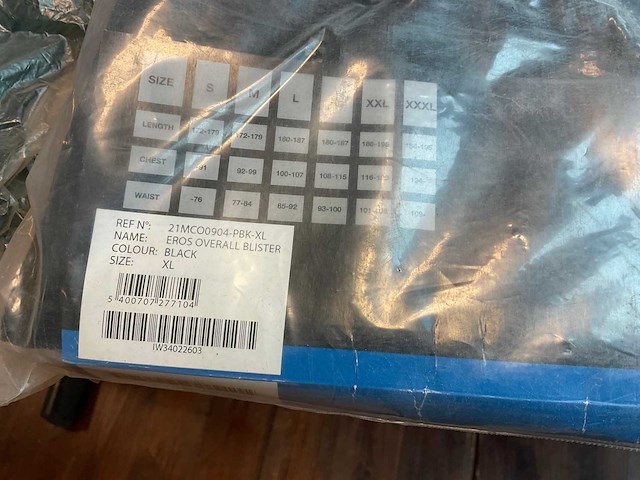 SIZE S M L XXL XXXL
LENGTH 172-179 180-187 180-187
CHEST 92-99 100-107 108-115
WAIST -76 77-84 85-92 93-100
REF N°: 21MCO0904-PBK-XL
NAME: EROS OVERALL BLISTER
COLOUR: BLACK
SIZE: XL
5 400707 277104
IW34022603